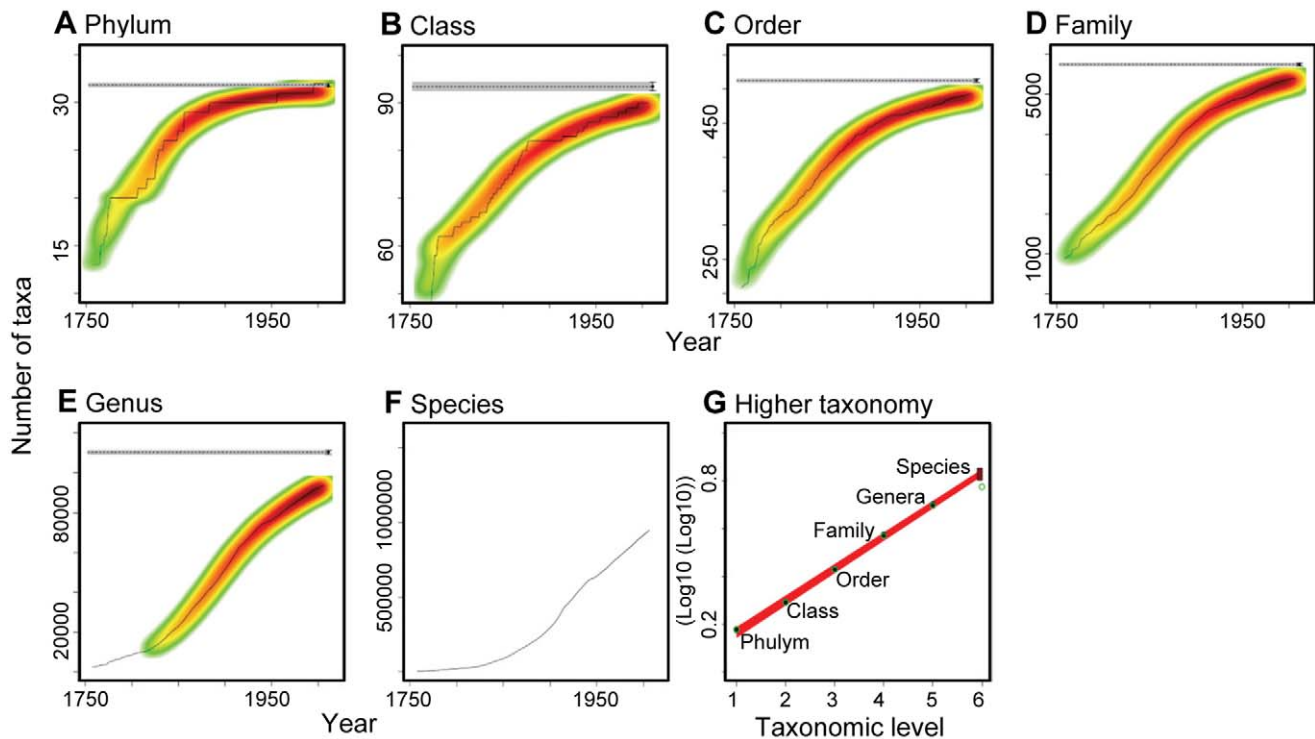 A Phylum
B Class
C Order
D Family
30
15
1750
1950
90
60
1750
1950
450
250
1750
1950
5000
1000
1750
1950
Year
Number of taxa
E Genus
F Species
G Higher taxonomy
80000
20000
1750
1950
Year
1000000
500000
1750
1950
(Log10 (Log10))
0.8
0.2
Species
Genera
Family
Order
Class
Phulym
1 2 3 4 5 6
Taxonomic level